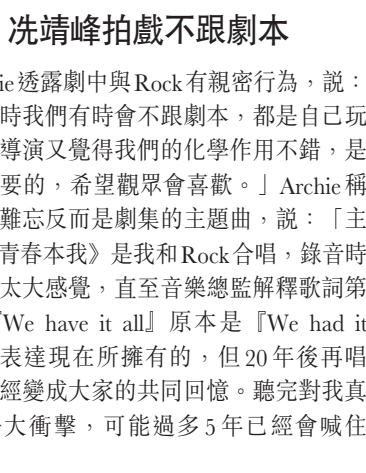 冼靖峰拍戲不跟劇本
ie透露劇中與Rock有親密行為，説：
時我們有時會不跟劇本，都是自己玩
導演又覺得我們的化學作用不錯，是
要的，希望觀眾會喜歡。」Archie稱
難忘反而是劇集的主題曲，説：「主
青春本我》是我和Rock合唱，錄音時
太大感覺，直至音樂總監解釋歌詞第
『We have it all』原本是『We had it
表達現在所擁有的，但20年後再唱
經變成大家的共同回憶。聽完對我真
大衝擊，可能過多5年已經會喊住